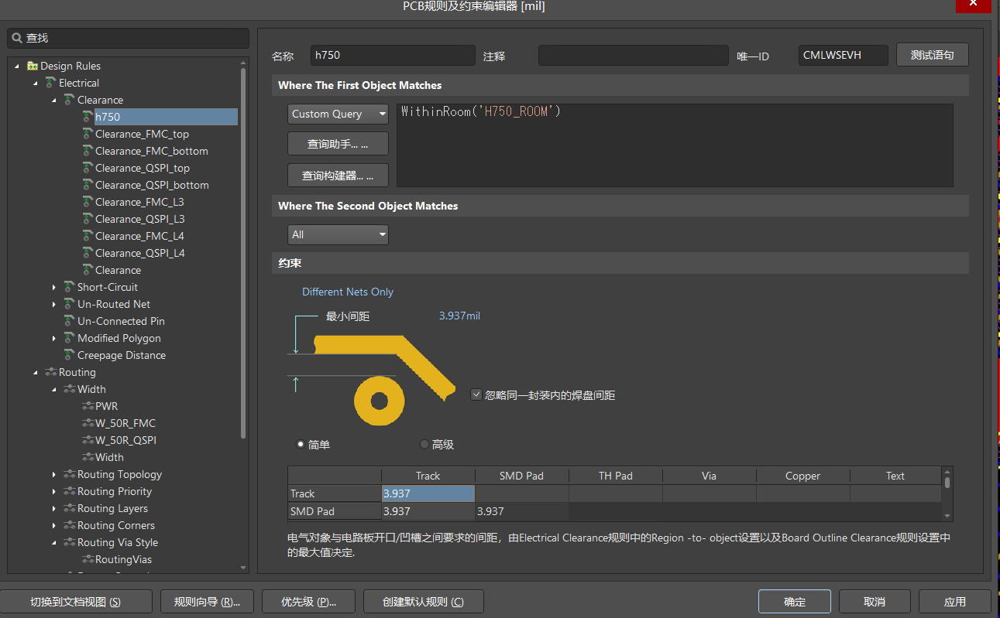 PCB规则及约束编辑器 [mil]
查找
Design Rules
Electrical
Clearance
h750
Clearance_FMC_top
Clearance_FMC_bottom
Clearance_QSPI_top
Clearance_QSPI_bottom
Clearance_FMC_L3
Clearance_QSPI_L3
Clearance_FMC_L4
Clearance_QSPI_L4
Clearance
Short-Circuit
Un-Routed Net
Un-Connected Pin
Modified Polygon
Creepage Distance
Routing
Width
PWR
W_50R_FMC
W_50R_QSPI
Width
Routing Topology
Routing Priority
Routing Layers
Routing Corners
Routing Via Style
RoutingVias
名称 h750 注释 唯一ID CMLWSEVH 测试语句
Where The First Object Matches
Custom Query WithinRoom('H750_ROOM')
查询助手... ...
查询构建器... ...
Where The Second Object Matches
All
约束
Different Nets Only
最小间距 3.937mil
忽略同一封装内的焊盘间距
简单 高级
Track SMD Pad TH Pad Via Copper Text
Track 3.937
SMD Pad 3.937 3.937
电气对象与电路板开口/凹槽之间要求的间距，由Electrical Clearance规则中的Region -to- object设置以及Board Outline Clearance规则设置中
的最大值决定.
切换到文档视图 (S) 规则向导 (R)... 优先级 (P)... 创建默认规则 (C) 确定 取消 应用